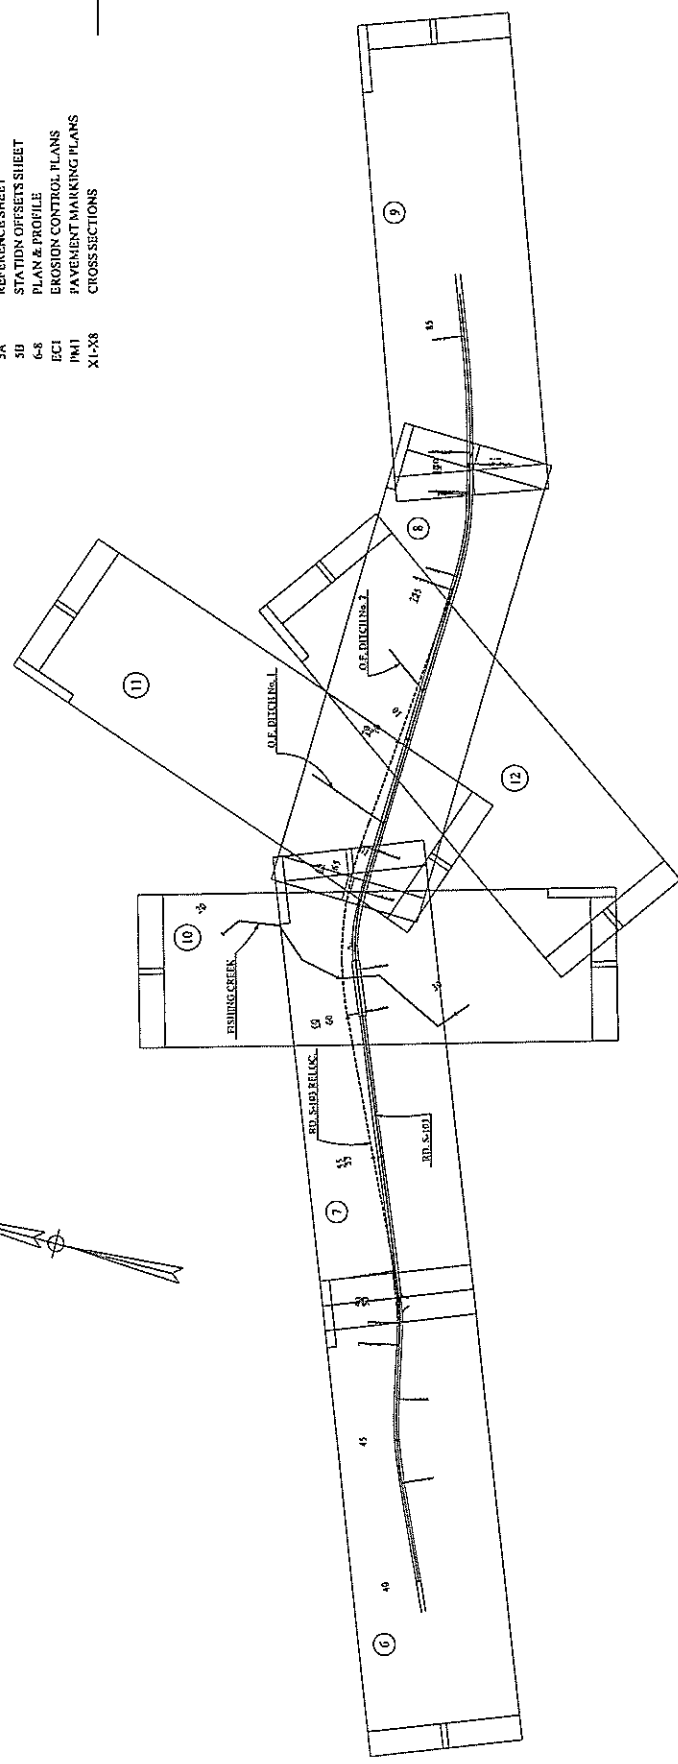 5A REFERENCE SHEET
5B STATION OFFSETS SHEET
6-8 PLAN & PROFILE
EC1 EROSION CONTROL PLANS
PM1 PAVEMENT MARKING PLANS
X1-X8 CROSS SECTIONS
6
40
45
7
55
RD. S-103 RELOC.
RD. S-103
60
FISHING CREEK
10
O.F. DITCH No. 1
11
O.F. DITCH No. 2
12
8
85
9